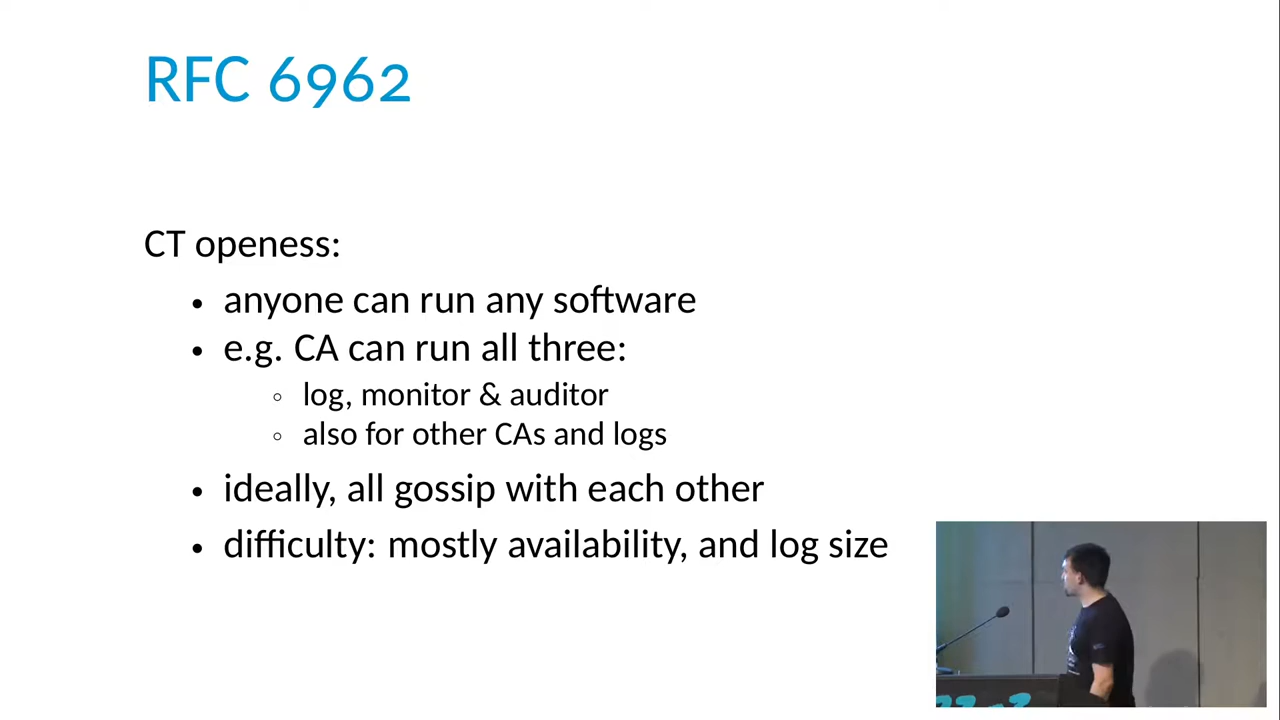 RFC 6962
CT openess:
• anyone can run any software
• e.g. CA can run all three:
◦ log, monitor & auditor
◦ also for other CAs and logs
• ideally, all gossip with each other
• difficulty: mostly availability, and log size